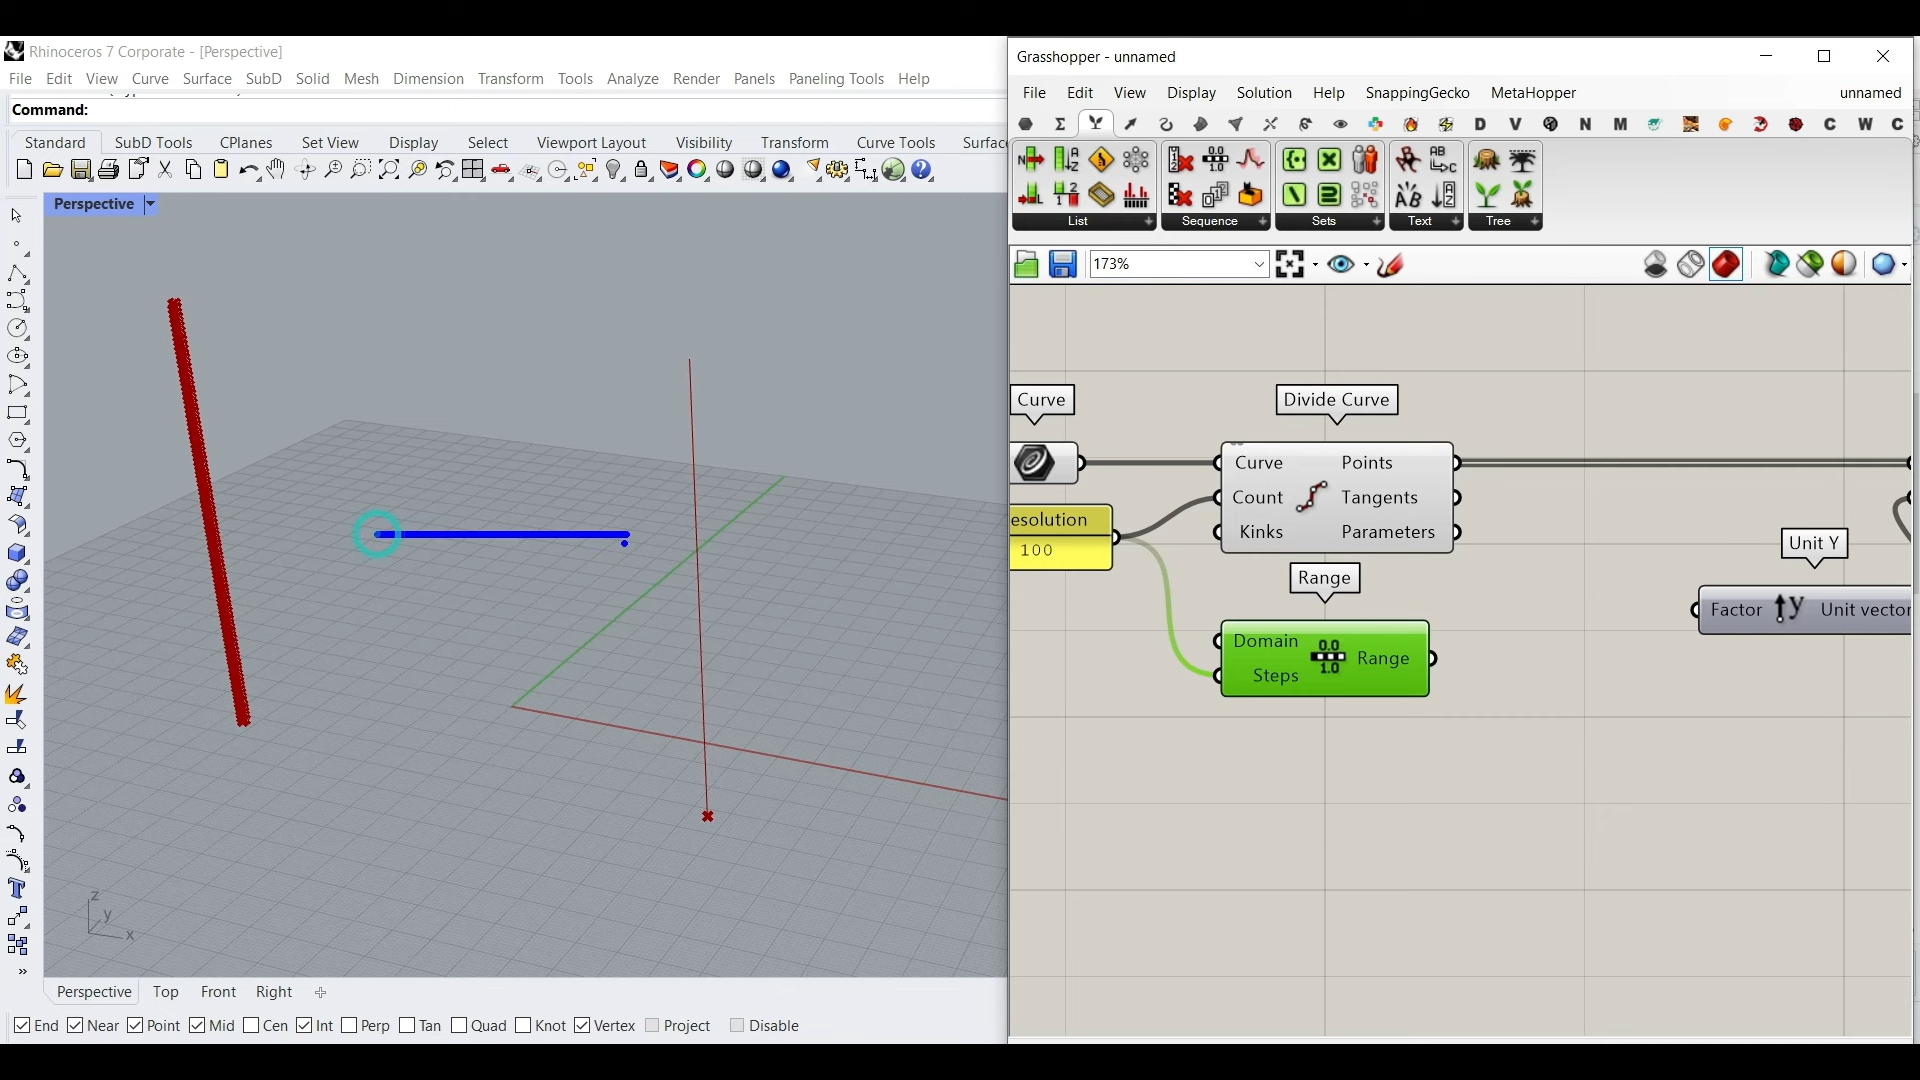 Rhinoceros 7 Corporate - [Perspective]
File Edit View Curve Surface SubD Solid Mesh Dimension Transform Tools Analyze Render Panels Paneling Tools Help
Command:
Standard SubD Tools CPlanes Set View Display Select Viewport Layout Visibility Transform Curve Tools Surfac
Perspective
z
y
x
Perspective Top Front Right
End Near Point Mid Cen Int Perp Tan Quad Knot Vertex Project Disable
Grasshopper - unnamed
File Edit View Display Solution Help SnappingGecko MetaHopper unnamed
D V N M C W C
List Sequence Sets Text Tree
173%
Curve
Divide Curve
Curve Points
Count Tangents
Kinks Parameters
esolution
100
Range
Domain
Steps
0.0
1.0
Range
Unit Y
Factor y Unit vector